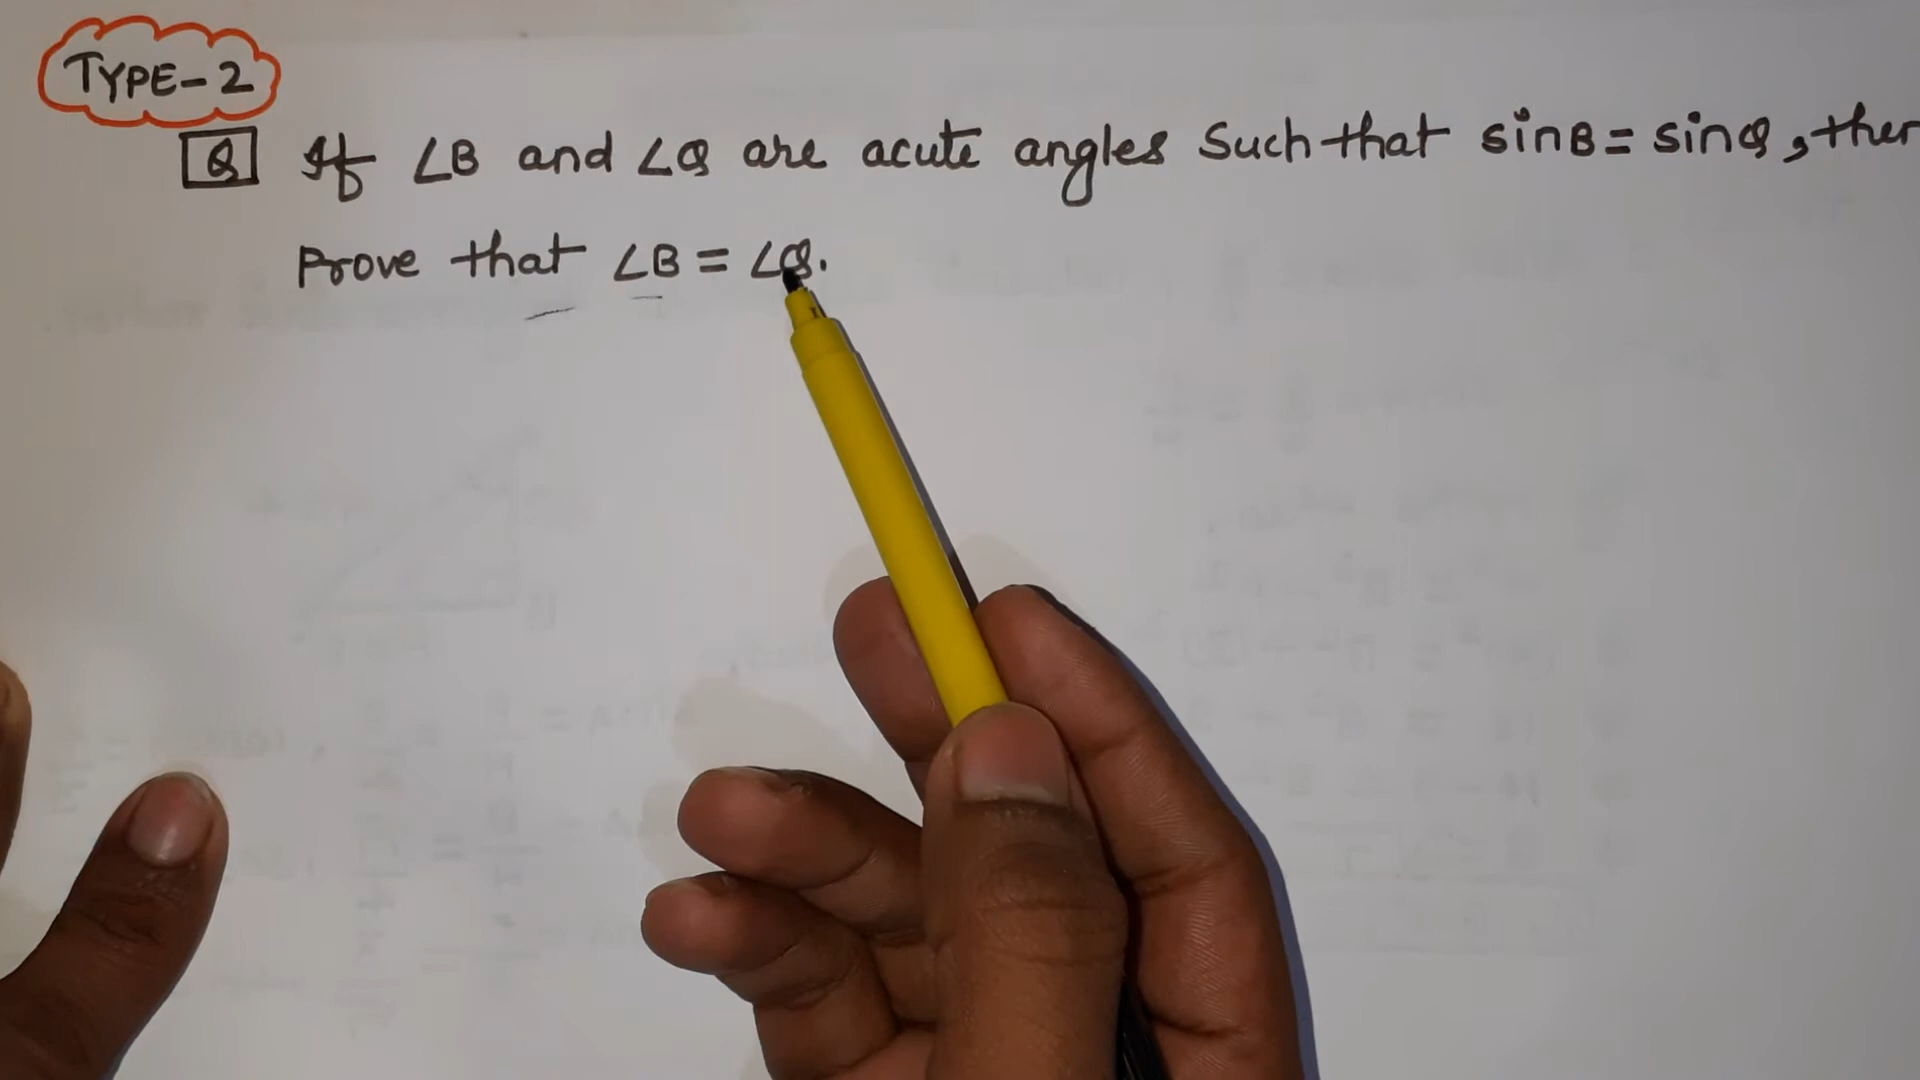 TYPE-2
Q If ∠B and ∠Q are acute angles Such that sinB = sinQ, then
Prove that ∠B = ∠Q.